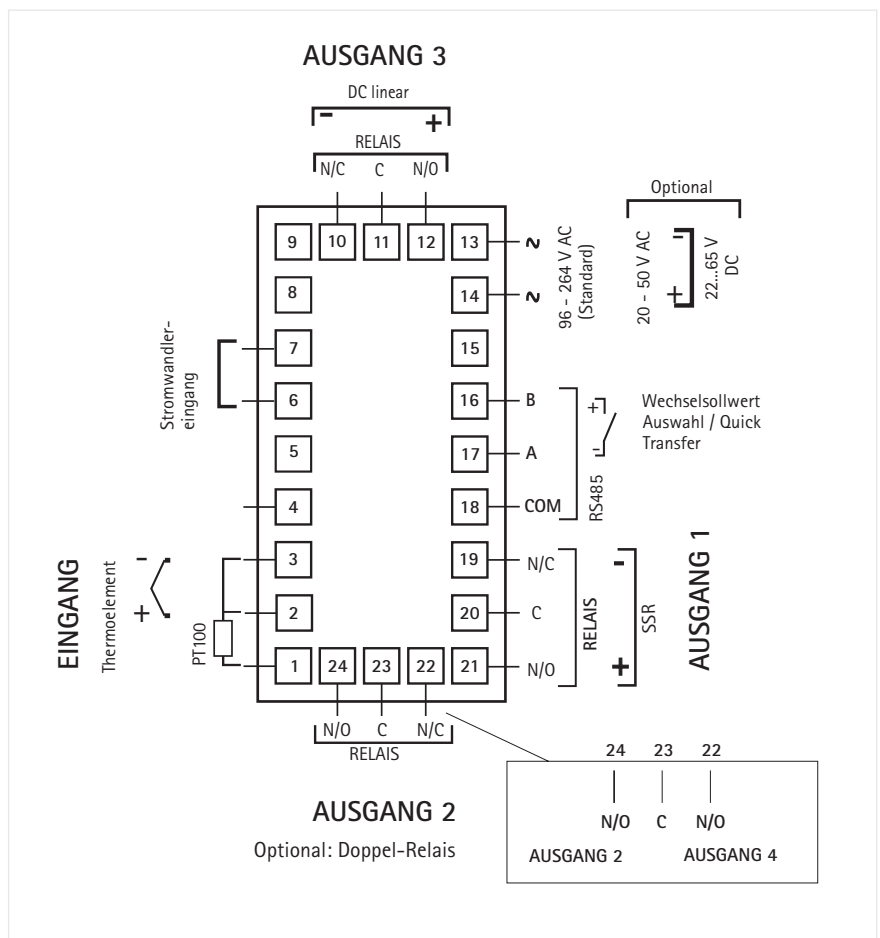 AUSGANG 3
DC linear
- +
RELAIS
N/C C N/O
9 10 11 12 13
8 14
7 15
6 16
5 17
4 18
3 19
2 20
1 24 23 22 21
Stromwandler-
eingang
96 - 264 V AC
(Standard)
Optional
20 - 50 V AC
- +
22...65 V
DC
B
A
COM
RS485
+
-
Wechselsollwert
Auswahl / Quick
Transfer
N/C
C
N/O
RELAIS
-
+
SSR
AUSGANG 1
EINGANG
Thermoelement
-
+
PT100
N/O C N/C
RELAIS
AUSGANG 2
Optional: Doppel-Relais
24 23 22
N/O C N/O
AUSGANG 2 AUSGANG 4